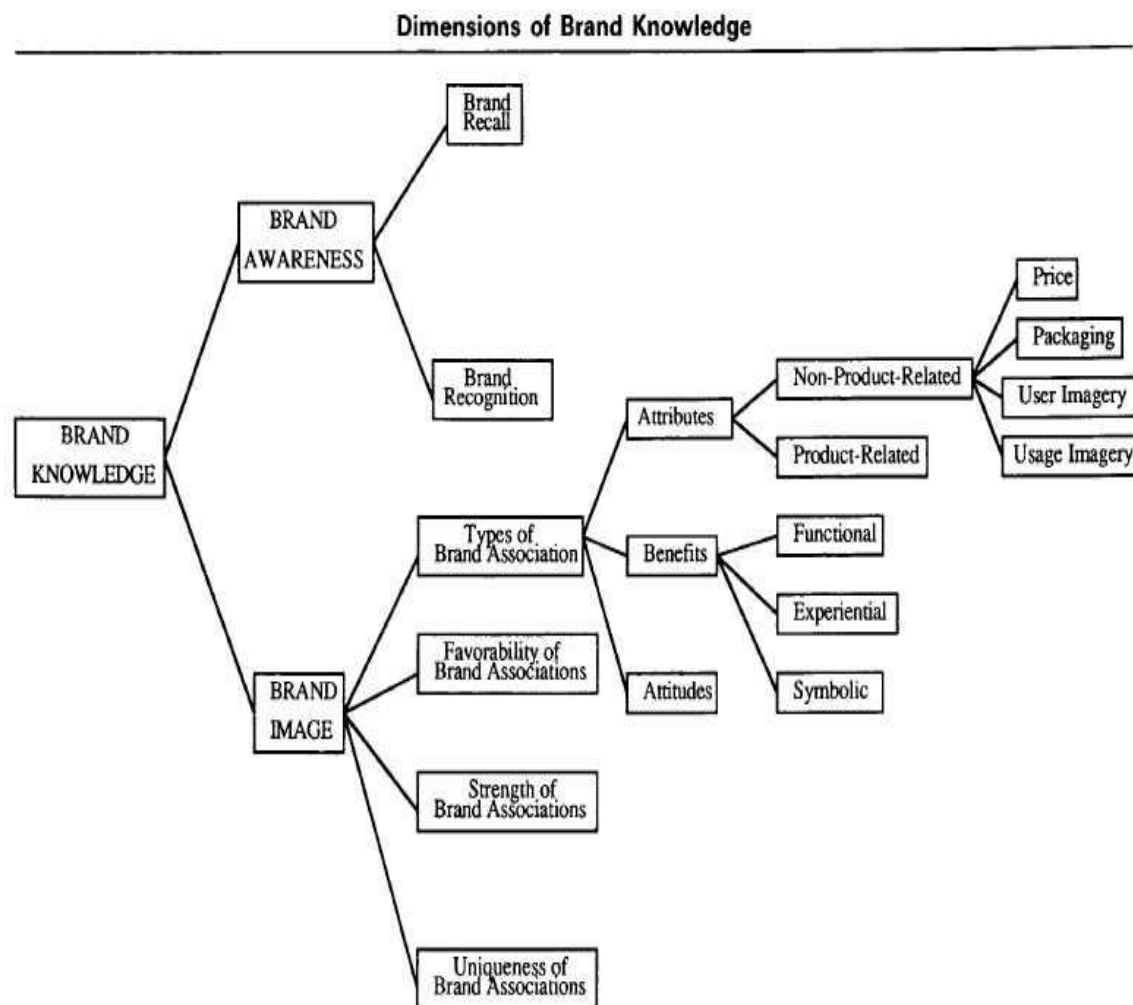 Dimensions of Brand Knowledge
Brand
Recall
BRAND
AWARENESS
Brand
Recognition
BRAND
KNOWLEDGE
BRAND
IMAGE
Types of
Brand Association
Favorability of
Brand Associations
Strength of
Brand Associations
Uniqueness of
Brand Associations
Attributes
Benefits
Attitudes
Non-Product-Related
Product-Related
Functional
Experiential
Symbolic
Price
Packaging
User Imagery
Usage Imagery